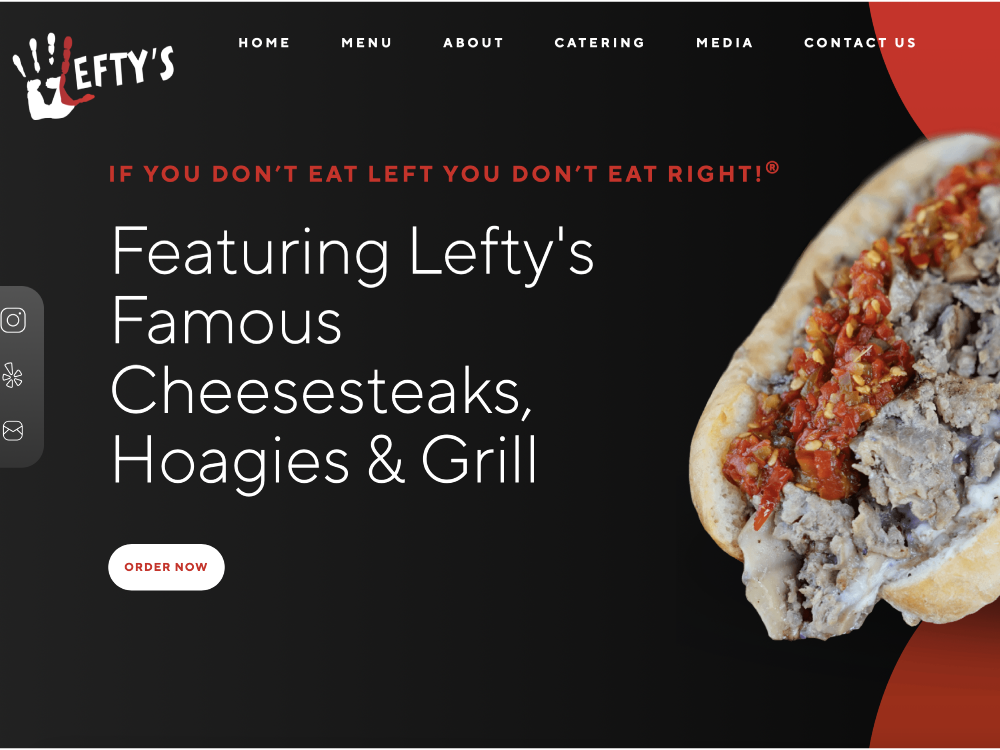 LEFTY'S
HOME MENU ABOUT CATERING MEDIA CONTACT US
IF YOU DON’T EAT LEFT YOU DON’T EAT RIGHT!®
Featuring Lefty's
Famous
Cheesesteaks,
Hoagies & Grill
ORDER NOW